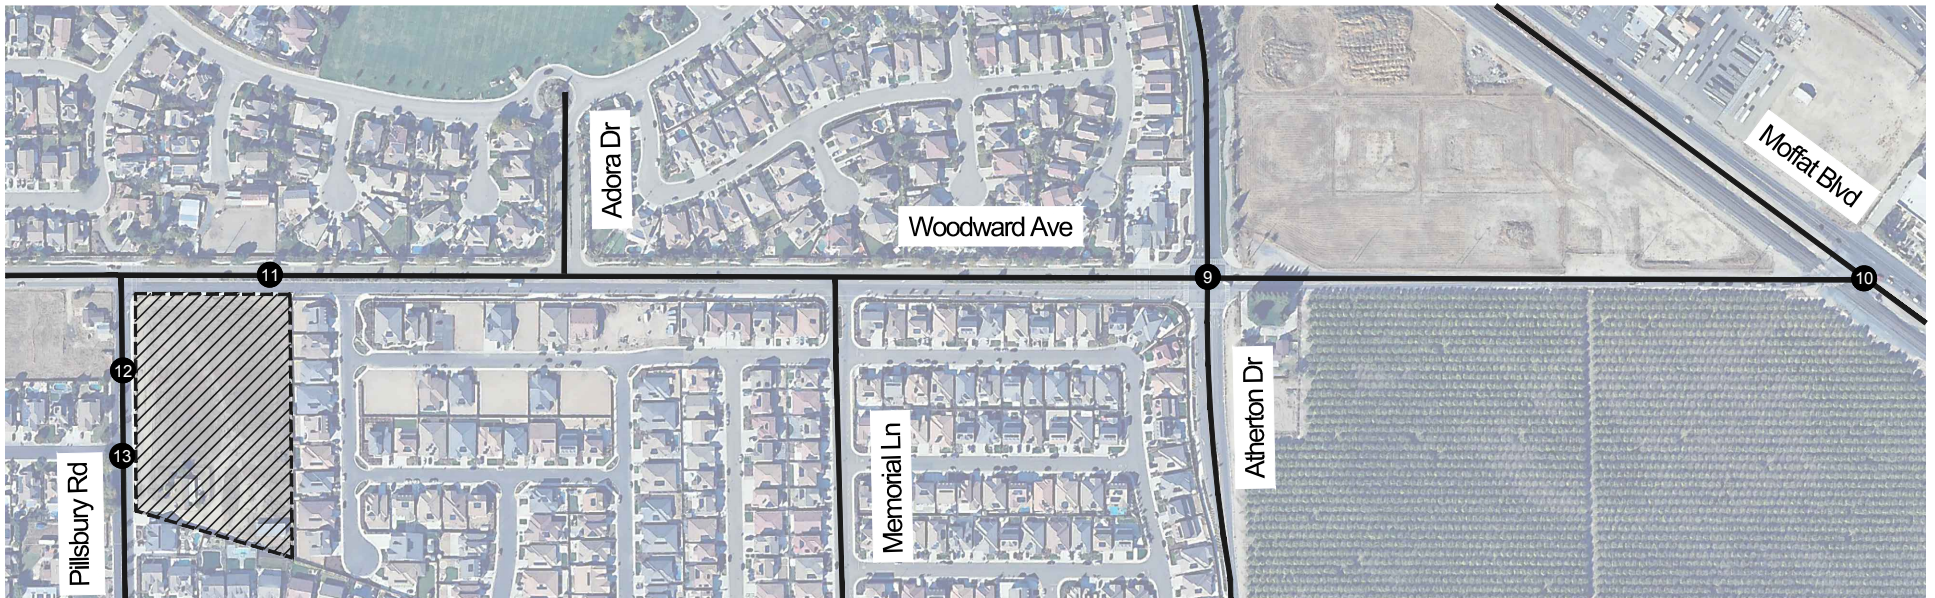 Adora Dr
Woodward Ave
Moffat Blvd
11
9
10
12
13
Pillsbury Rd
Memorial Ln
Atherton Dr